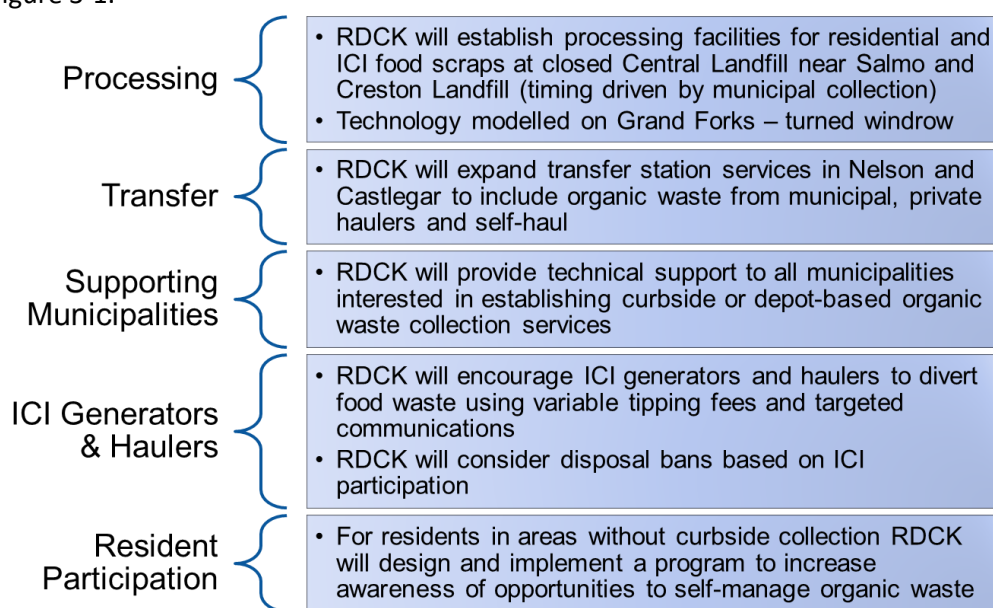 Processing
• RDCK will establish processing facilities for residential and
ICI food scraps at closed Central Landfill near Salmo and
Creston Landfill (timing driven by municipal collection)
• Technology modelled on Grand Forks – turned windrow
Transfer
• RDCK will expand transfer station services in Nelson and
Castlegar to include organic waste from municipal, private
haulers and self-haul
Supporting
Municipalities
• RDCK will provide technical support to all municipalities
interested in establishing curbside or depot-based organic
waste collection services
ICI Generators
& Haulers
• RDCK will encourage ICI generators and haulers to divert
food waste using variable tipping fees and targeted
communications
• RDCK will consider disposal bans based on ICI
participation
Resident
Participation
• For residents in areas without curbside collection RDCK
will design and implement a program to increase
awareness of opportunities to self-manage organic waste